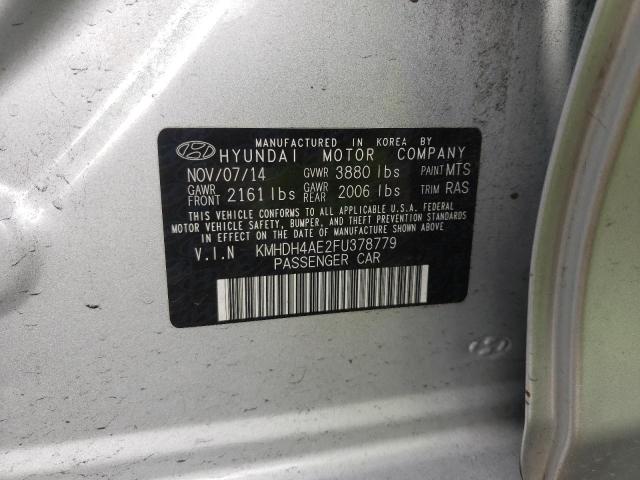 MANUFACTURED IN KOREA BY
HYUNDAI MOTOR COMPANY
NOV/07/14 GVWR 3880 lbs PAINT MTS
GAWR FRONT 2161 lbs GAWR REAR 2006 lbs TRIM RAS
THIS VEHICLE CONFORMS TO ALL APPLICABLE U.S.A. FEDERAL
MOTOR VEHICLE SAFETY, BUMPER, AND THEFT PREVENTION STANDARDS
IN EFFECT ON THE DATE OF MANUFACTURE SHOWN ABOVE.
V.I.N KMHDH4AE2FU378779
PASSENGER CAR